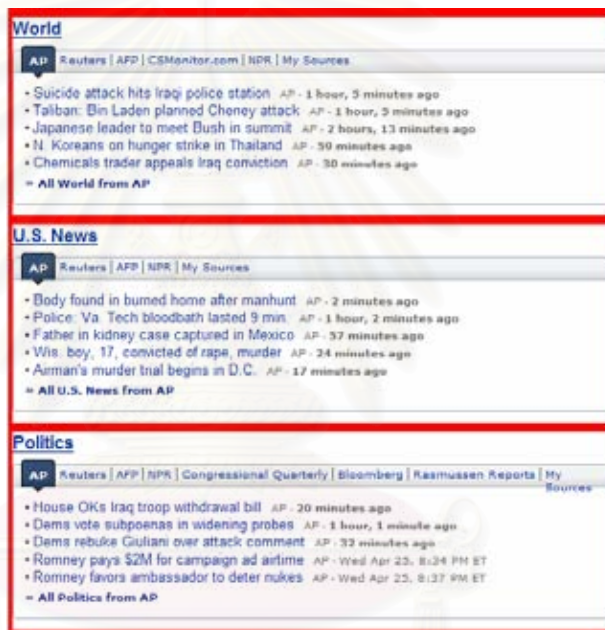 World
AP Reuters | AFP | CSMonitor.com | NPR | My Sources
• Suicide attack hits Iraqi police station AP - 1 hour, 5 minutes ago
• Taliban: Bin Laden planned Cheney attack AP - 1 hour, 5 minutes ago
• Japanese leader to meet Bush in summit AP - 2 hours, 13 minutes ago
• N. Koreans on hunger strike in Thailand AP - 59 minutes ago
• Chemicals trader appeals Iraq conviction AP - 30 minutes ago
» All World from AP
U.S. News
AP Reuters | AFP | NPR | My Sources
• Body found in burned home after manhunt AP - 2 minutes ago
• Police: Va. Tech bloodbath lasted 9 min. AP - 1 hour, 2 minutes ago
• Father in kidney case captured in Mexico AP - 57 minutes ago
• Wis. boy, 17, convicted of rape, murder AP - 24 minutes ago
• Airman's murder trial begins in D.C. AP - 17 minutes ago
» All U.S. News from AP
Politics
AP Reuters | AFP | NPR | Congressional Quarterly | Bloomberg | Rasmussen Reports | My
Sources
• House OKs Iraq troop withdrawal bill AP - 20 minutes ago
• Dems vote subpoenas in widening probes AP - 1 hour, 1 minute ago
• Dems rebuke Giuliani over attack comment AP - 32 minutes ago
• Romney pays $2M for campaign ad airtime AP - Wed Apr 25, 8:34 PM ET
• Romney favors ambassador to deter nukes AP - Wed Apr 25, 8:37 PM ET
» All Politics from AP